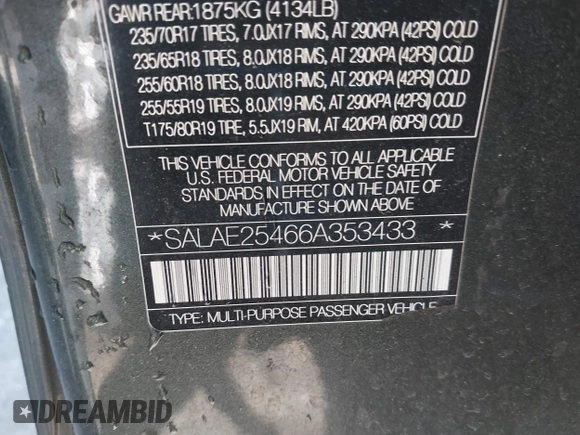 GAWR REAR:1875KG (4134LB)
235/70R17 TIRES, 7.0JX17 RIMS, AT 290KPA (42PSI) COLD
235/65R18 TIRES, 8.0JX18 RIMS, AT 290KPA (42PSI) COLD
255/60R18 TIRES, 8.0JX18 RIMS, AT 290KPA (42PSI) COLD
255/55R19 TIRES, 8.0JX19 RIMS, AT 290KPA (42PSI) COLD
T175/80R19 TIRE, 5.5JX19 RIM, AT 420KPA (60PSI) COLD
THIS VEHICLE CONFORMS TO ALL APPLICABLE
U.S. FEDERAL MOTOR VEHICLE SAFETY
STANDARDS IN EFFECT ON THE DATE OF
MANUFACTURE SHOWN ABOVE
*SALAE25466A353433 *
TYPE: MULTI-PURPOSE PASSENGER VEHICLE
DREAMBID